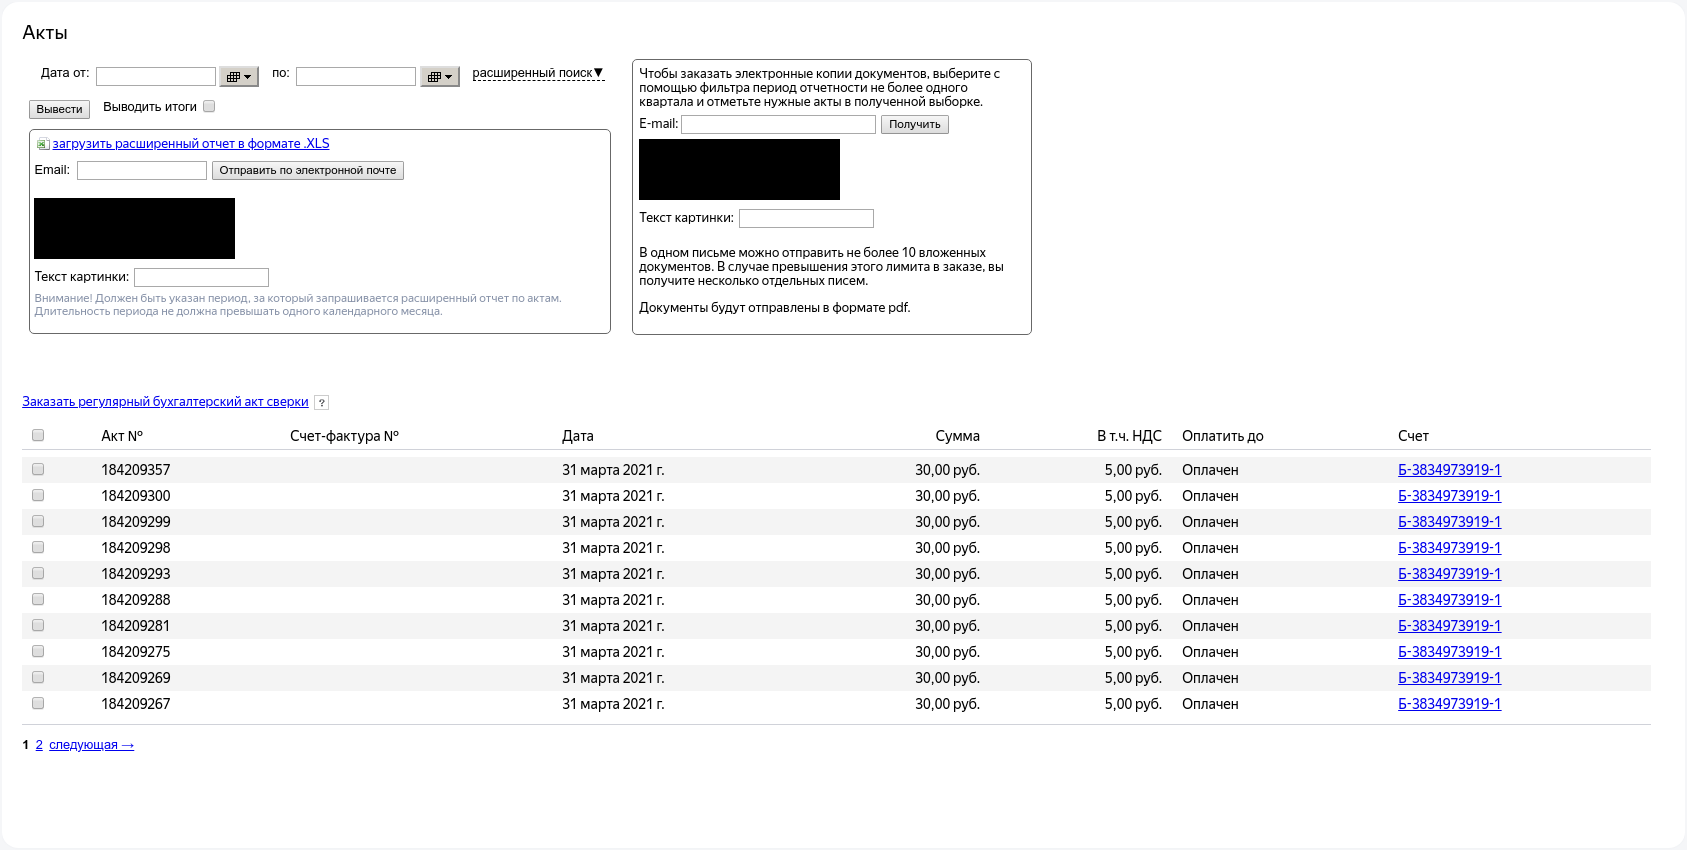 Акты
Дата от: по: расширенный поиск▼
Вывести Выводить итоги
загрузить расширенный отчет в формате .XLS
Email: Отправить по электронной почте
Текст картинки:
Внимание! Должен быть указан период, за который запрашивается расширенный отчет по актам.
Длительность периода не должна превышать одного календарного месяца.
Чтобы заказать электронные копии документов, выберите с
помощью фильтра период отчетности не более одного
квартала и отметьте нужные акты в полученной выборке.
E-mail: Получить
Текст картинки:
В одном письме можно отправить не более 10 вложенных
документов. В случае превышения этого лимита в заказе, вы
получите несколько отдельных писем.
Документы будут отправлены в формате pdf.
Заказать регулярный бухгалтерский акт сверки ?
Акт № Счет-фактура № Дата Сумма В т.ч. НДС Оплатить до Счет
184209357 31 марта 2021 г. 30,00 руб. 5,00 руб. Оплачен Б-3834973919-1
184209300 31 марта 2021 г. 30,00 руб. 5,00 руб. Оплачен Б-3834973919-1
184209299 31 марта 2021 г. 30,00 руб. 5,00 руб. Оплачен Б-3834973919-1
184209298 31 марта 2021 г. 30,00 руб. 5,00 руб. Оплачен Б-3834973919-1
184209293 31 марта 2021 г. 30,00 руб. 5,00 руб. Оплачен Б-3834973919-1
184209288 31 марта 2021 г. 30,00 руб. 5,00 руб. Оплачен Б-3834973919-1
184209281 31 марта 2021 г. 30,00 руб. 5,00 руб. Оплачен Б-3834973919-1
184209275 31 марта 2021 г. 30,00 руб. 5,00 руб. Оплачен Б-3834973919-1
184209269 31 марта 2021 г. 30,00 руб. 5,00 руб. Оплачен Б-3834973919-1
184209267 31 марта 2021 г. 30,00 руб. 5,00 руб. Оплачен Б-3834973919-1
1 2 следующая →